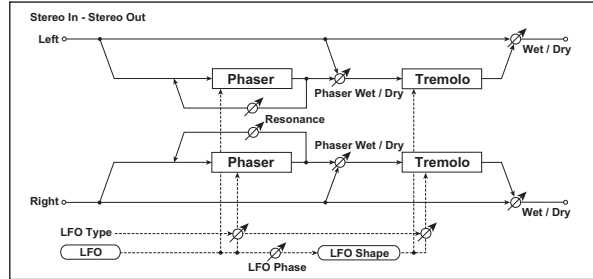 Stereo In - Stereo Out
Left
Wet / Dry
Phaser
Phaser Wet / Dry
Tremolo
Resonance
Phaser Wet / Dry
Phaser
Tremolo
Right
Wet / Dry
LFO Type
LFO
LFO Phase
LFO Shape